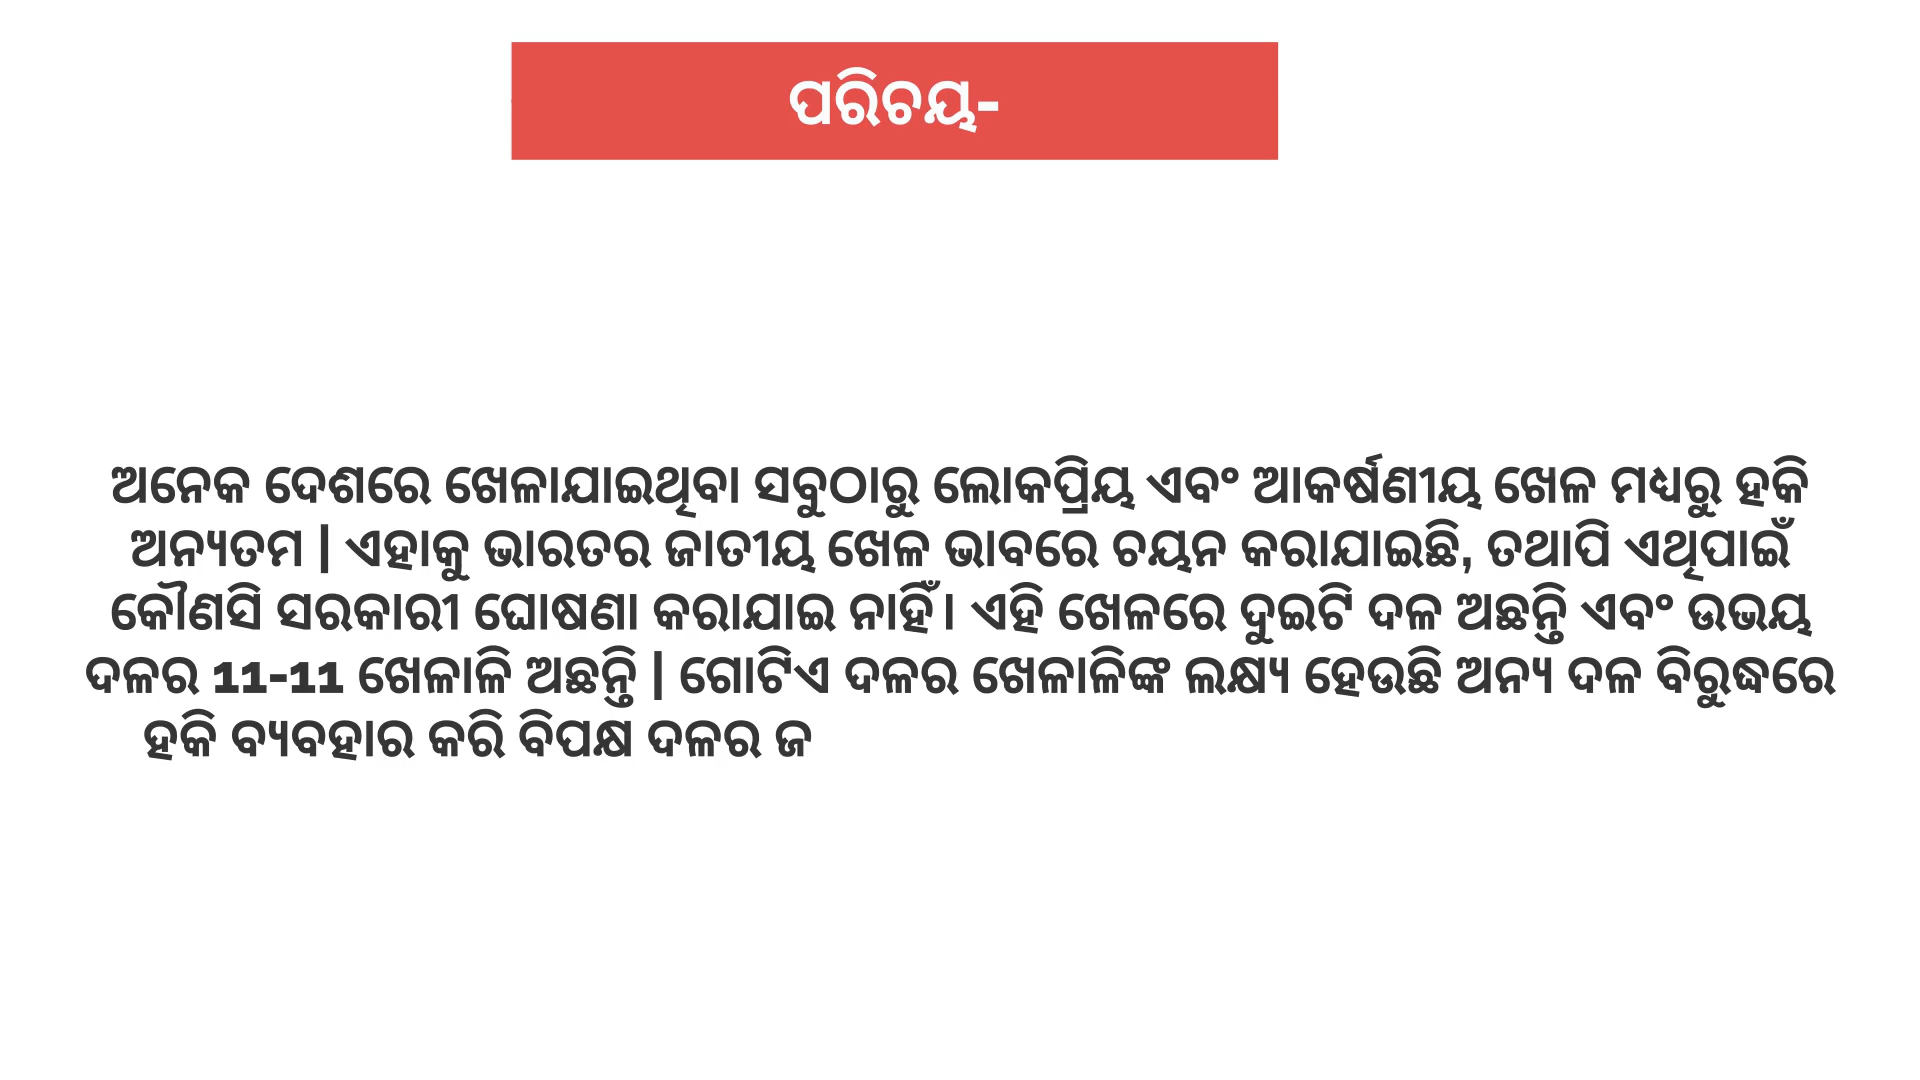 ପରିଚୟ-
ଅନେକ ଦେଶରେ ଖେଳାଯାଇଥିବା ସବୁଠାରୁ ଲୋକପ୍ରିୟ ଏବଂ ଆକର୍ଷଣୀୟ ଖେଳ ମଧ୍ୟରୁ ହକି
ଅନ୍ୟତମ | ଏହାକୁ ଭାରତର ଜାତୀୟ ଖେଳ ଭାବରେ ଚୟନ କରାଯାଇଛି, ତଥାପି ଏଥିପାଇଁ
କୌଣସି ସରକାରୀ ଘୋଷଣା କରାଯାଇ ନାହିଁ। ଏହି ଖେଳରେ ଦୁଇଟି ଦଳ ଅଛନ୍ତି ଏବଂ ଉଭୟ
ଦଳର 11-11 ଖେଳାଳି ଅଛନ୍ତି | ଗୋଟିଏ ଦଳର ଖେଳାଳିଙ୍କ ଲକ୍ଷ୍ୟ ହେଉଛି ଅନ୍ୟ ଦଳ ବିରୁଦ୍ଧରେ
ହକି ବ୍ୟବହାର କରି ବିପକ୍ଷ ଦଳର ଜ